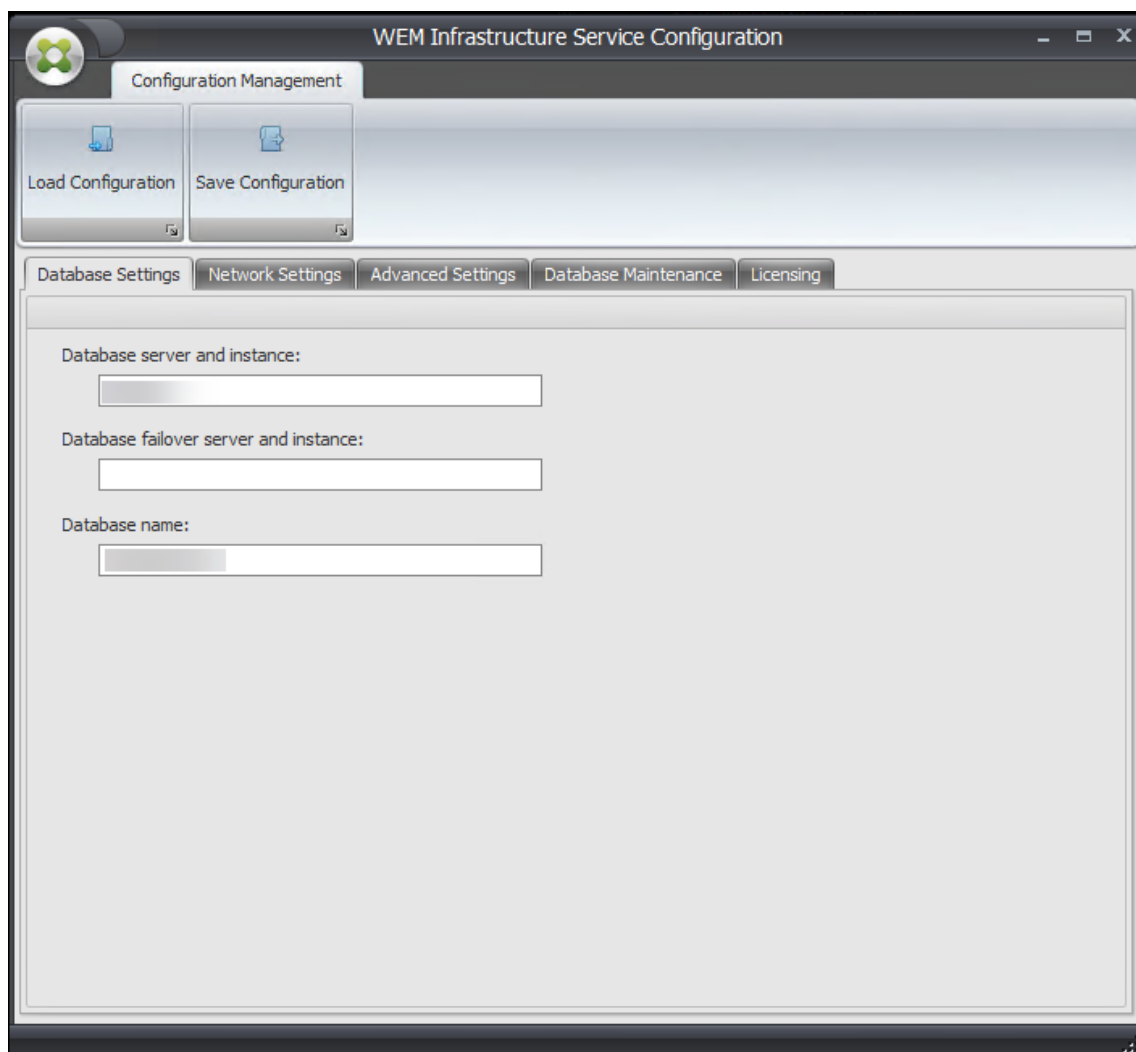 WEM Infrastructure Service Configuration
Configuration Management
Load Configuration Save Configuration
Database Settings Network Settings Advanced Settings Database Maintenance Licensing
Database server and instance:
Database failover server and instance:
Database name: